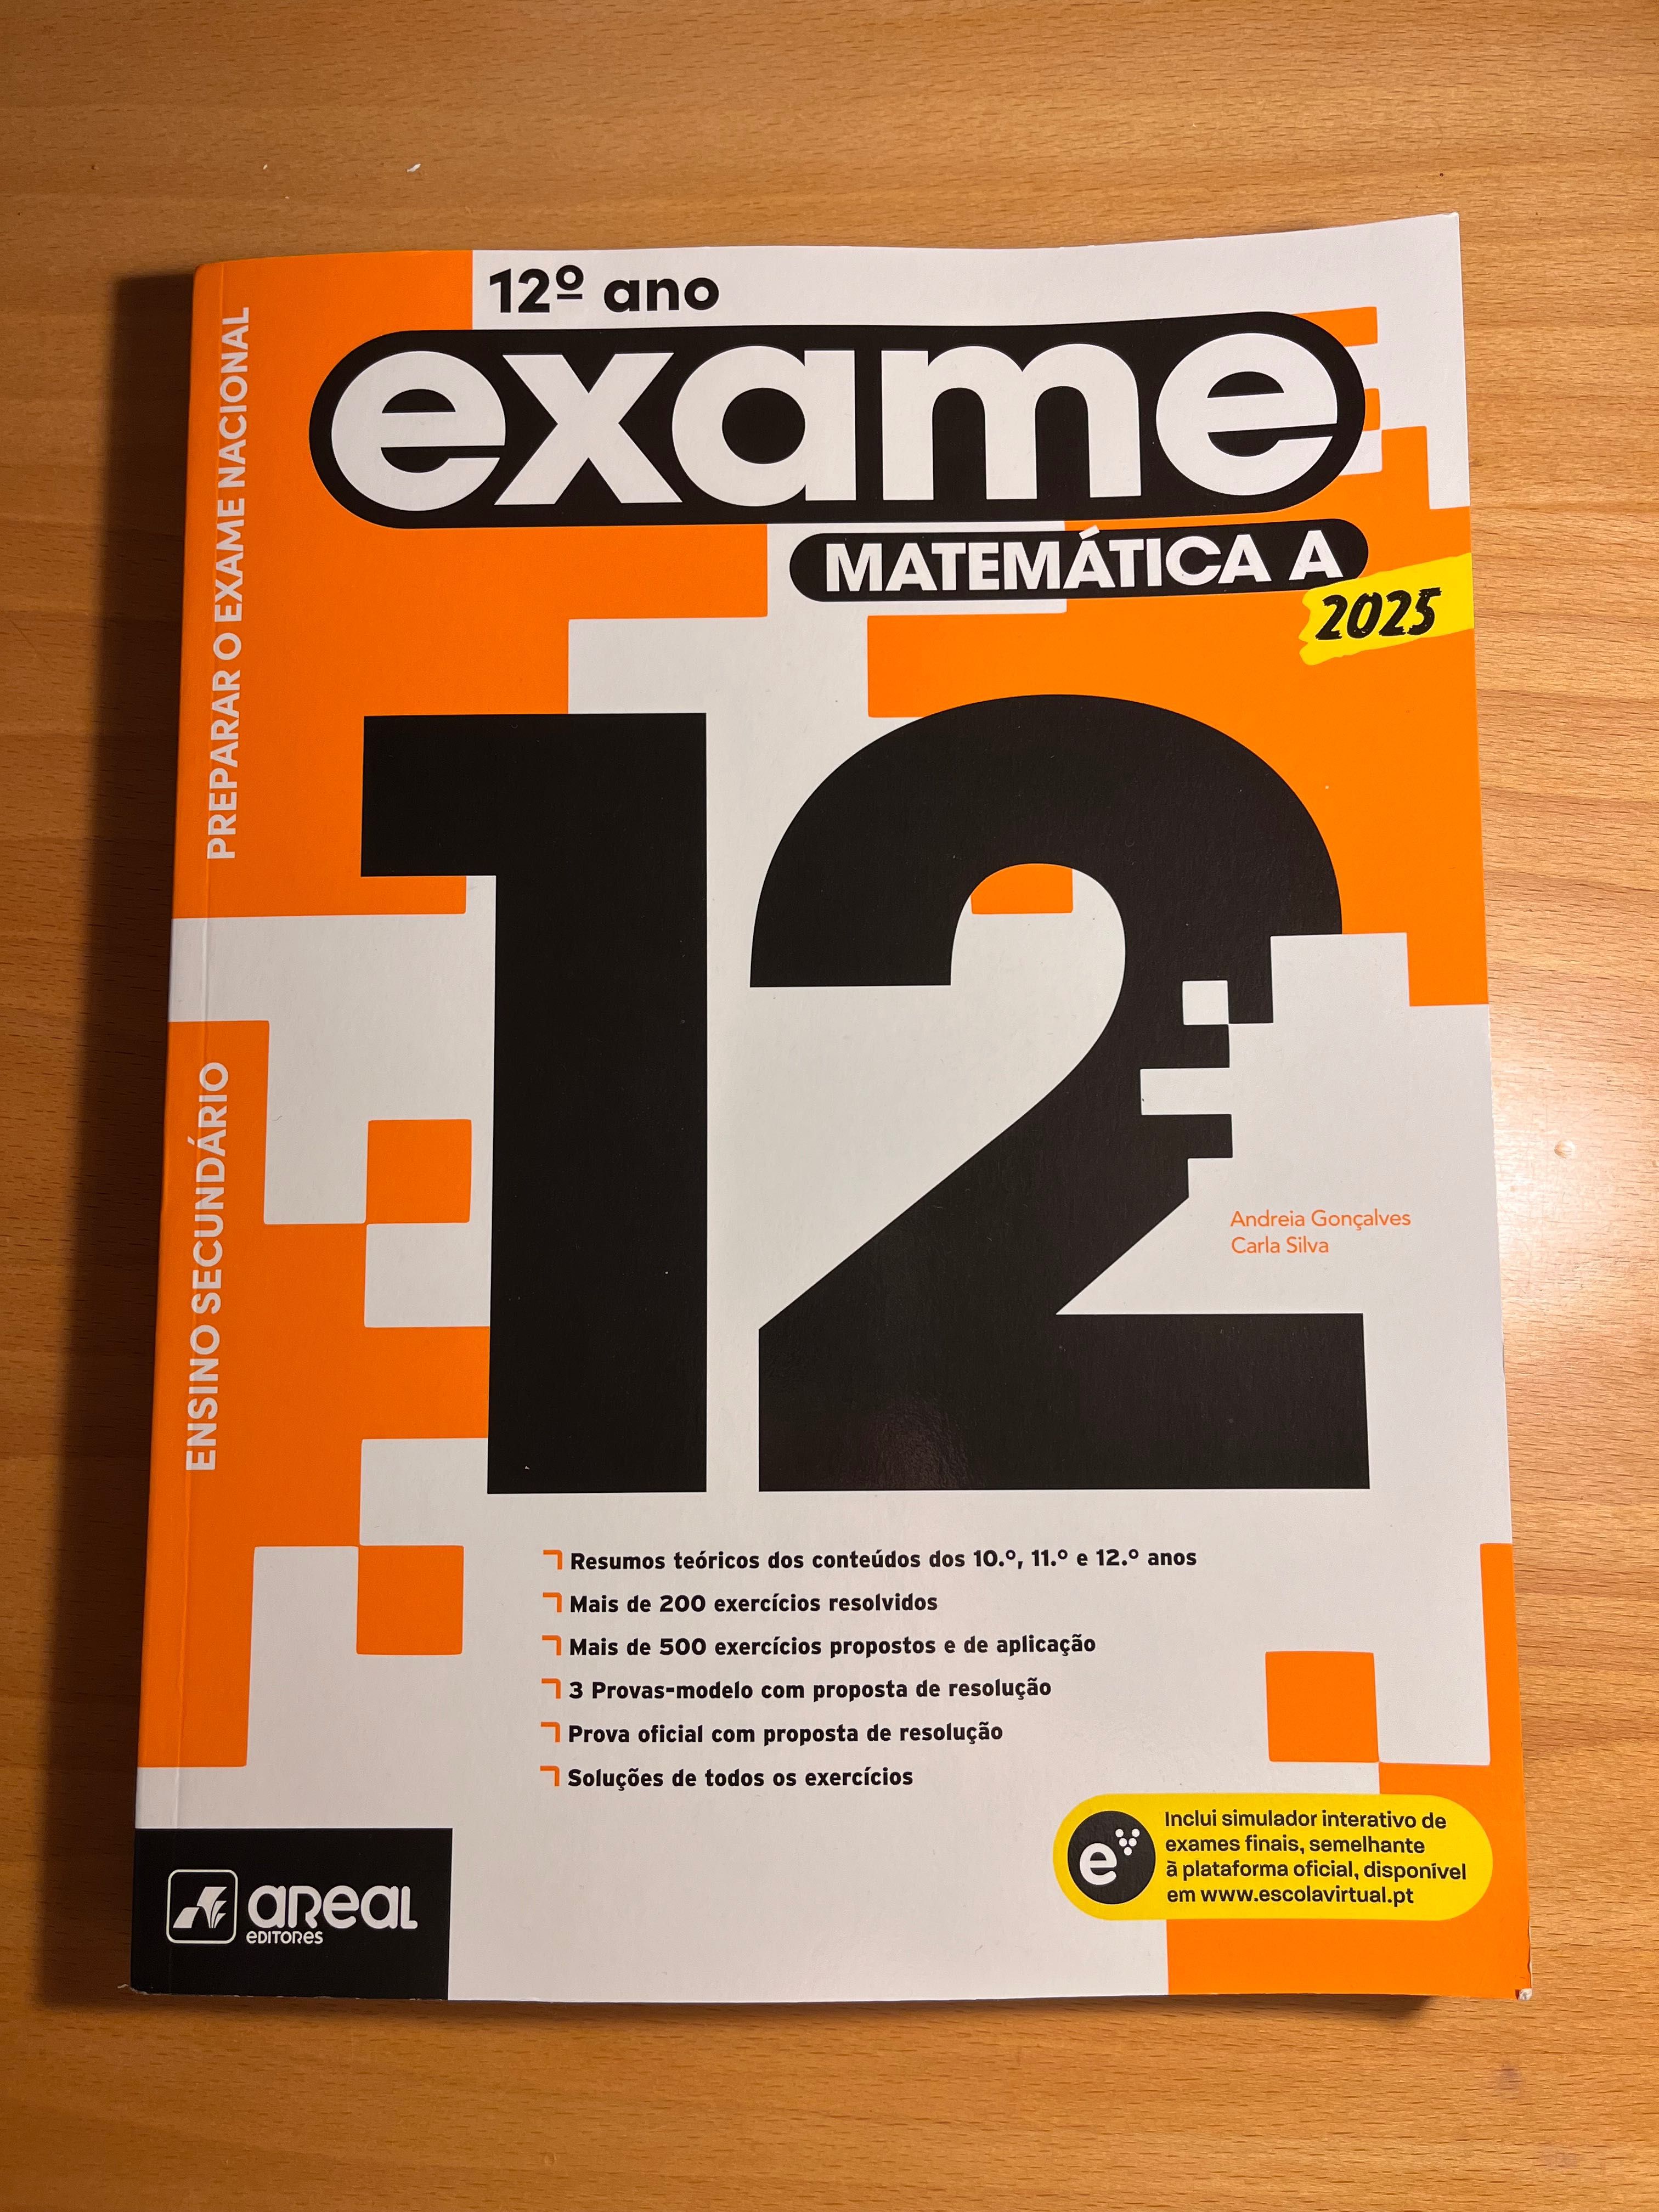 12º ano
exame
MATEMÁTICA A
2025
PREPARAR O EXAME NACIONAL
ENSINO SECUNDÁRIO
12
Andreia Gonçalves
Carla Silva
Resumos teóricos dos conteúdos dos 10.º, 11.º e 12.º anos
Mais de 200 exercícios resolvidos
Mais de 500 exercícios propostos e de aplicação
3 Provas-modelo com proposta de resolução
Prova oficial com proposta de resolução
Soluções de todos os exercícios
e
Inclui simulador interativo de
exames finais, semelhante
à plataforma oficial, disponível
em www.escolavirtual.pt
aReaL
eDITORes